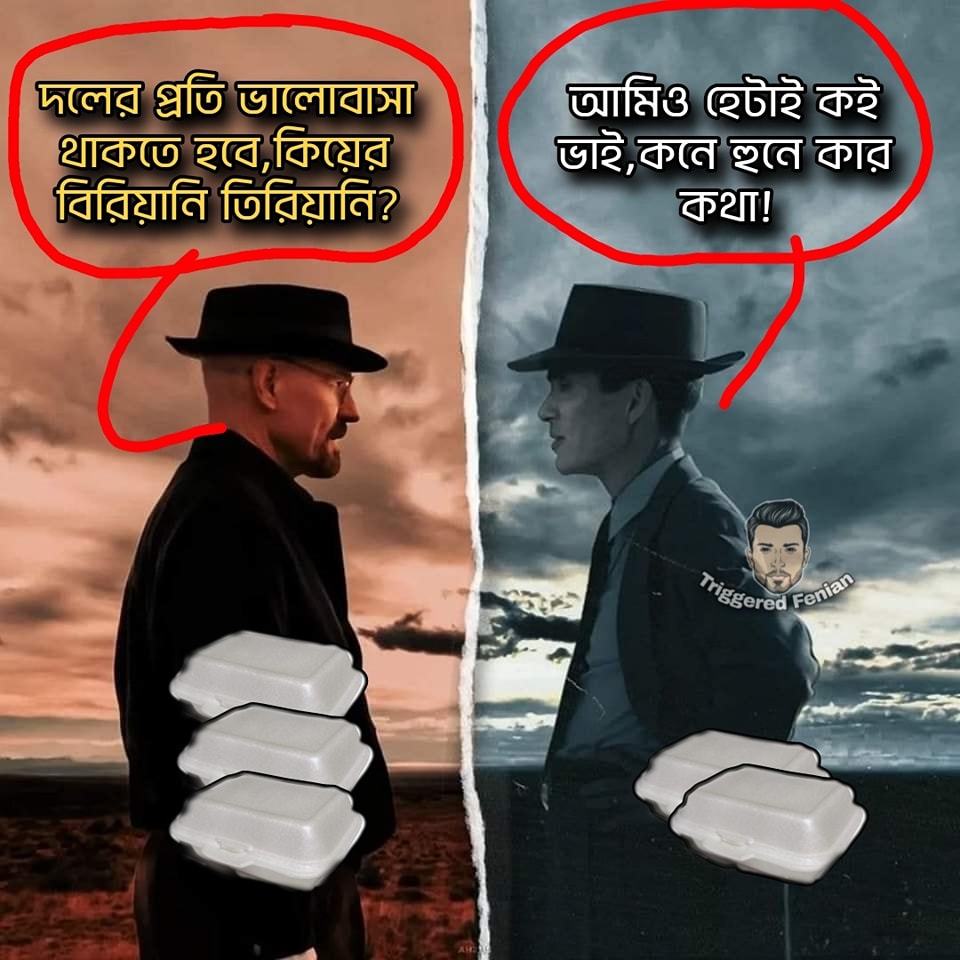 দলের প্রতি ভালোবাসা
থাকতে হবে,কিয়ের
বিরিয়ানি তিরিয়ানি?
আমিও হেটাই কই
ভাই,কনে হুনে কার
কথা!
Triggered Fenian